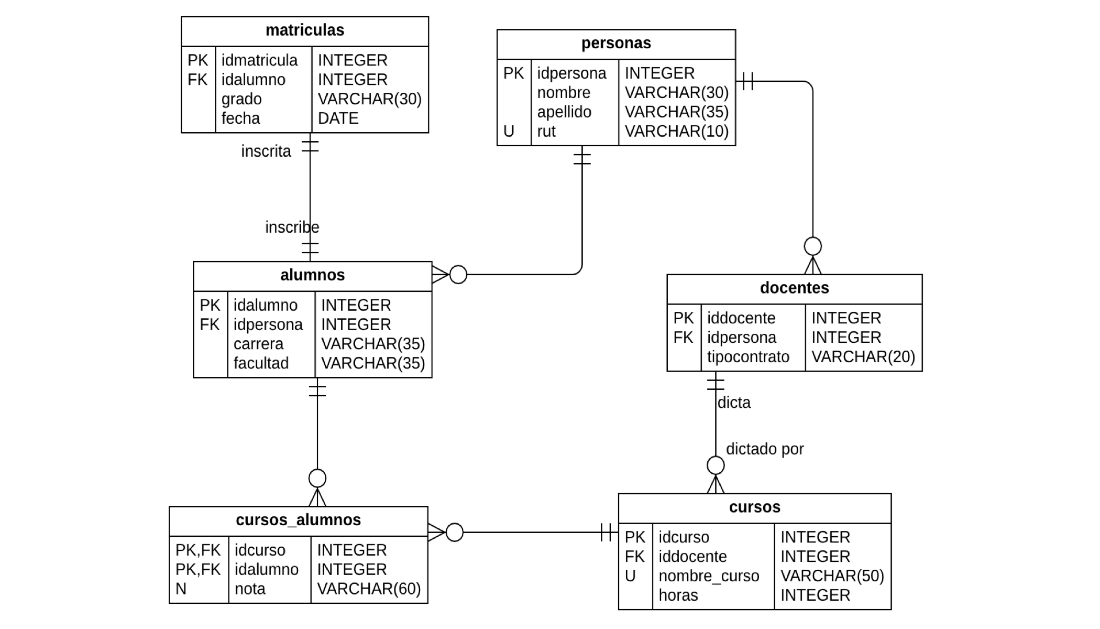 matriculas
PK idmatricula INTEGER
FK idalumno INTEGER
grado VARCHAR(30)
fecha DATE
personas
PK idpersona INTEGER
nombre VARCHAR(30)
apellido VARCHAR(35)
U rut VARCHAR(10)
inscrita
inscribe
alumnos
PK idalumno INTEGER
FK idpersona INTEGER
carrera VARCHAR(35)
facultad VARCHAR(35)
docentes
PK iddocente INTEGER
FK idpersona INTEGER
tipocontrato VARCHAR(20)
dicta
dictado por
cursos_alumnos
PK,FK idcurso INTEGER
PK,FK idalumno INTEGER
N nota VARCHAR(60)
cursos
PK idcurso INTEGER
FK iddocente INTEGER
U nombre_curso VARCHAR(50)
horas INTEGER